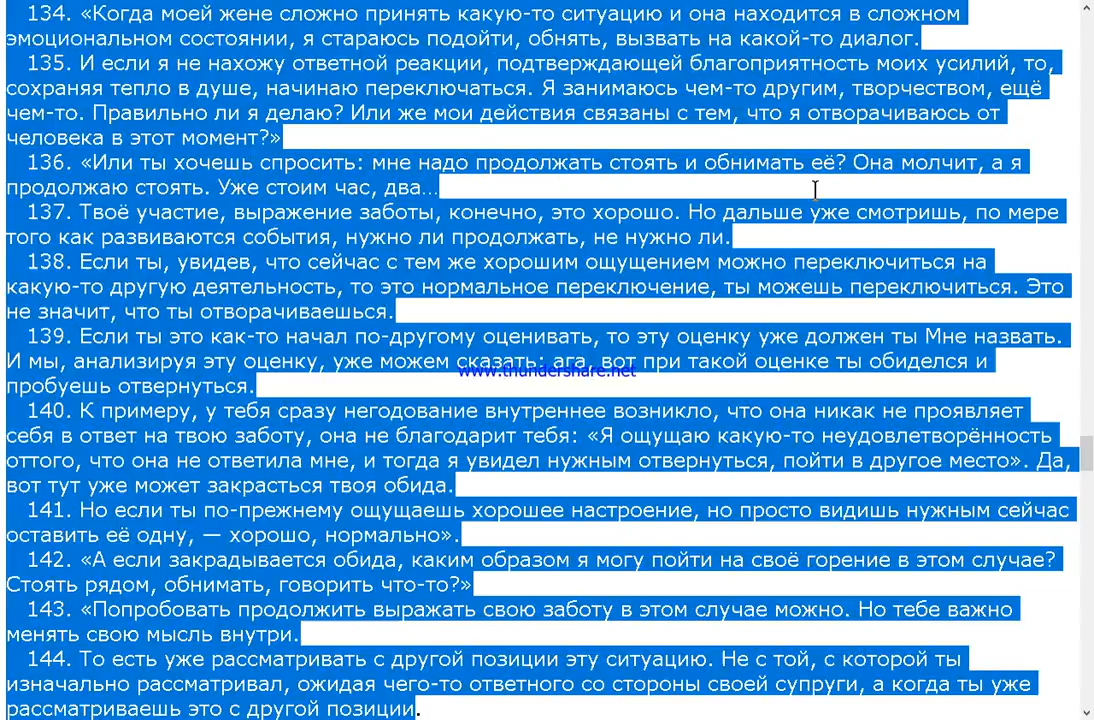 134. «Когда моей жене сложно принять какую-то ситуацию и она находится в сложном
эмоциональном состоянии, я стараюсь подойти, обнять, вызвать на какой-то диалог.
135. И если я не нахожу ответной реакции, подтверждающей благоприятность моих усилий, то,
сохраняя тепло в душе, начинаю переключаться. Я занимаюсь чем-то другим, творчеством, ещё
чем-то. Правильно ли я делаю? Или же мои действия связаны с тем, что я отворачиваюсь от
человека в этот момент?»
136. «Или ты хочешь спросить: мне надо продолжать стоять и обнимать её? Она молчит, а я
продолжаю стоять. Уже стоим час, два...
137. Твоё участие, выражение заботы, конечно, это хорошо. Но дальше уже смотришь, по мере
того как развиваются события, нужно ли продолжать, не нужно ли.
138. Если ты, увидев, что сейчас с тем же хорошим ощущением можно переключиться на
какую-то другую деятельность, то это нормальное переключение, ты можешь переключиться. Это
не значит, что ты отворачиваешься.
139. Если ты это как-то начал по-другому оценивать, то эту оценку уже должен ты Мне назвать.
И мы, анализируя эту оценку, уже можем сказать: ага, вот при такой оценке ты обиделся и
www.thundershare.net
пробуешь отвернуться.
140. К примеру, у тебя сразу негодование внутреннее возникло, что она никак не проявляет
себя в ответ на твою заботу, она не благодарит тебя: «Я ощущаю какую-то неудовлетворённость
оттого, что она не ответила мне, и тогда я увидел нужным отвернуться, пойти в другое место». Да,
вот тут уже может закрасться твоя обида.
141. Но если ты по-прежнему ощущаешь хорошее настроение, но просто видишь нужным сейчас
оставить её одну, — хорошо, нормально».
142. «А если закрадывается обида, каким образом я могу пойти на своё горение в этом случае?
Стоять рядом, обнимать, говорить что-то?»
143. «Попробовать продолжить выражать свою заботу в этом случае можно. Но тебе важно
менять свою мысль внутри.
144. То есть уже рассматривать с другой позиции эту ситуацию. Не с той, с которой ты
изначально рассматривал, ожидая чего-то ответного со стороны своей супруги, а когда ты уже
рассматриваешь это с другой позиции.